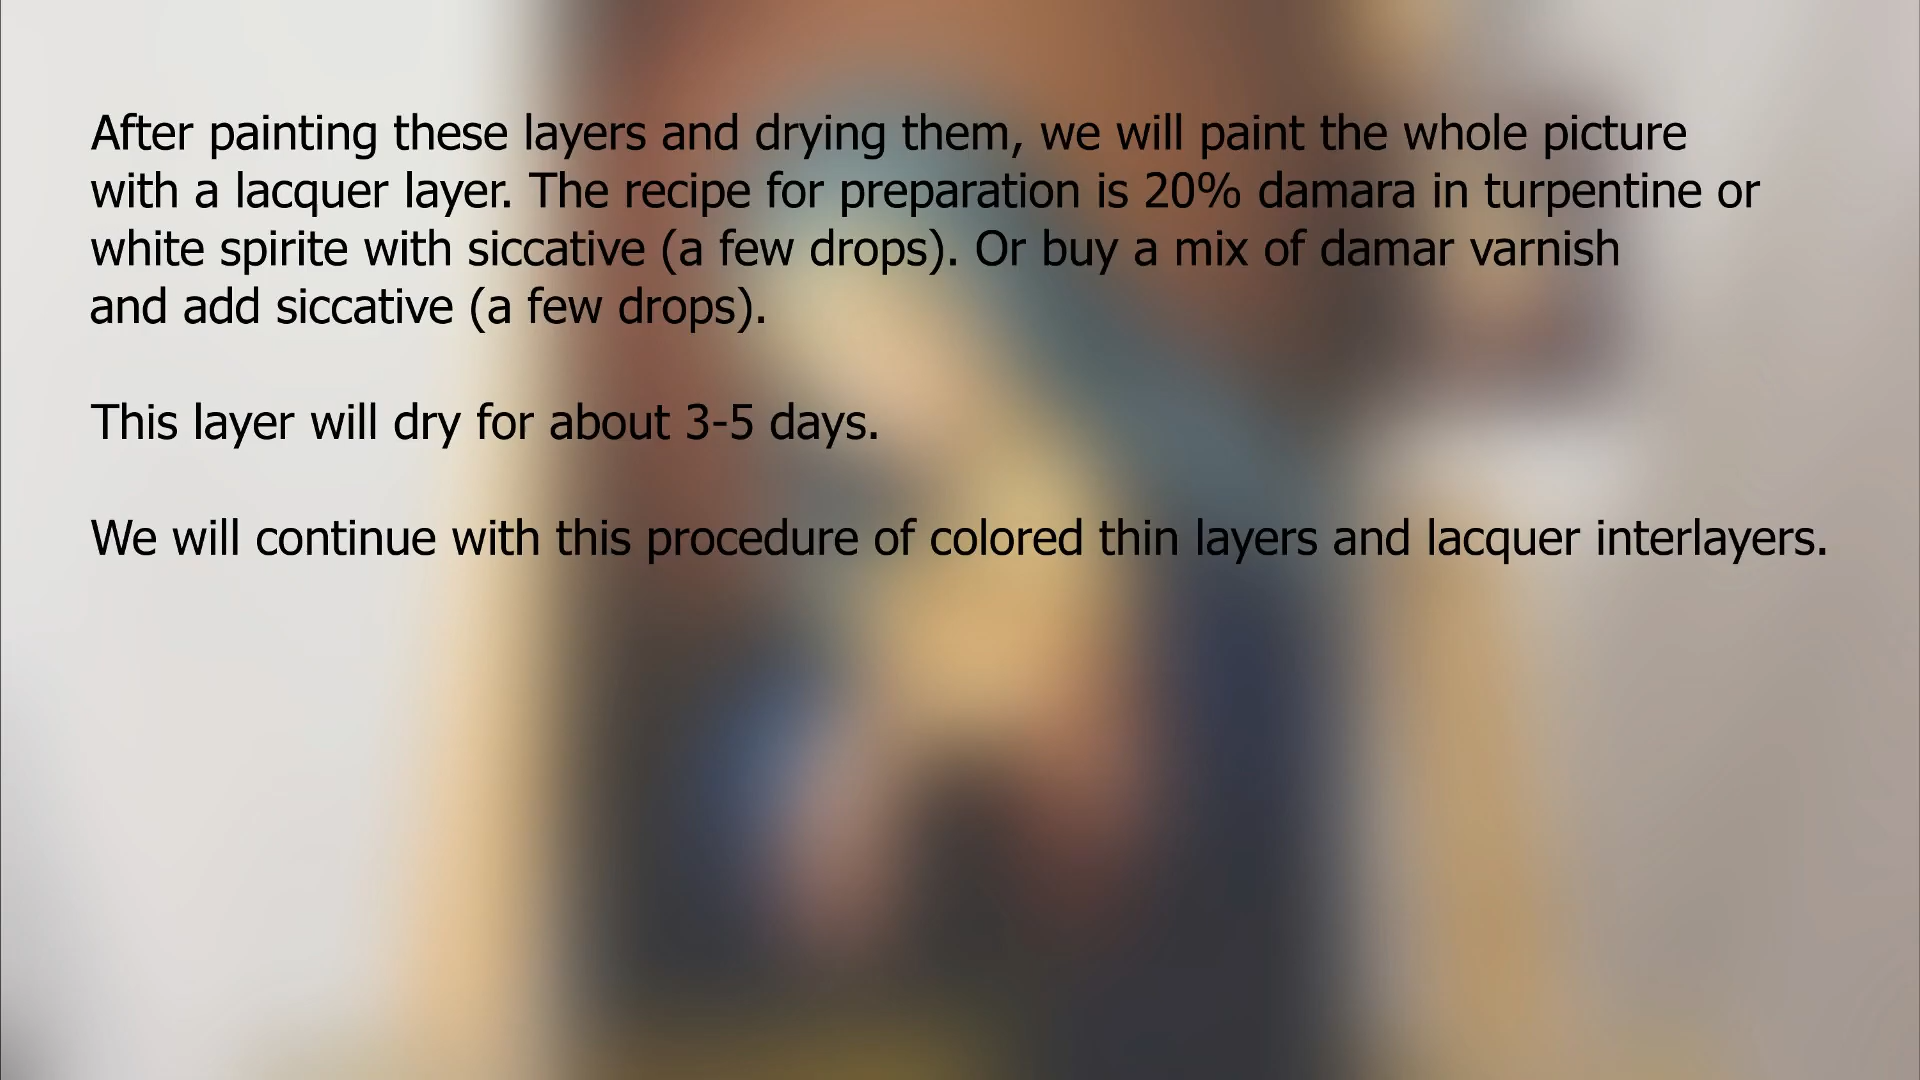 After painting these layers and drying them, we will paint the whole picture
with a lacquer layer. The recipe for preparation is 20% damara in turpentine or
white spirite with siccative (a few drops). Or buy a mix of damar varnish
and add siccative (a few drops).
This layer will dry for about 3-5 days.
We will continue with this procedure of colored thin layers and lacquer interlayers.